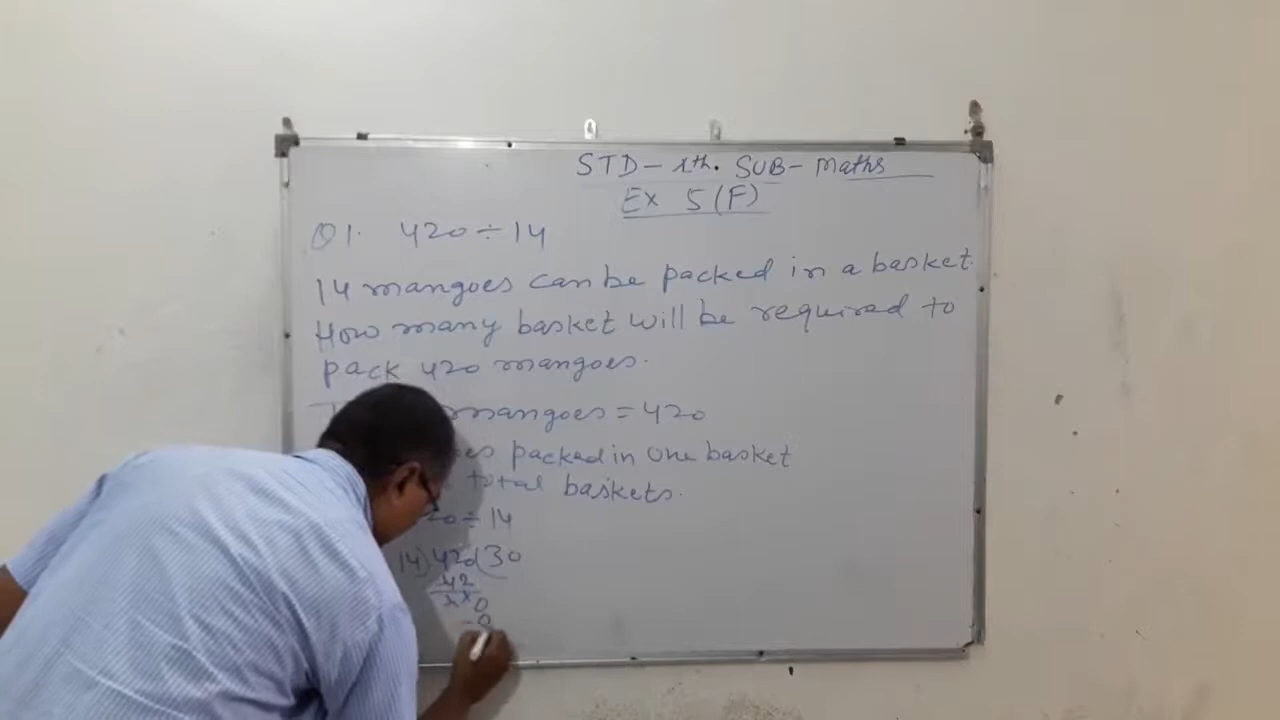 STD - th. SUB - Maths
Ex 5(F)
Q1. 420 ÷ 14
14 mangoes can be packed in a basket.
How many basket will be required to
pack 420 mangoes.
mangoes = 420
packed in one basket
total baskets.
÷ 14
14)420(30
42
xx0
-0